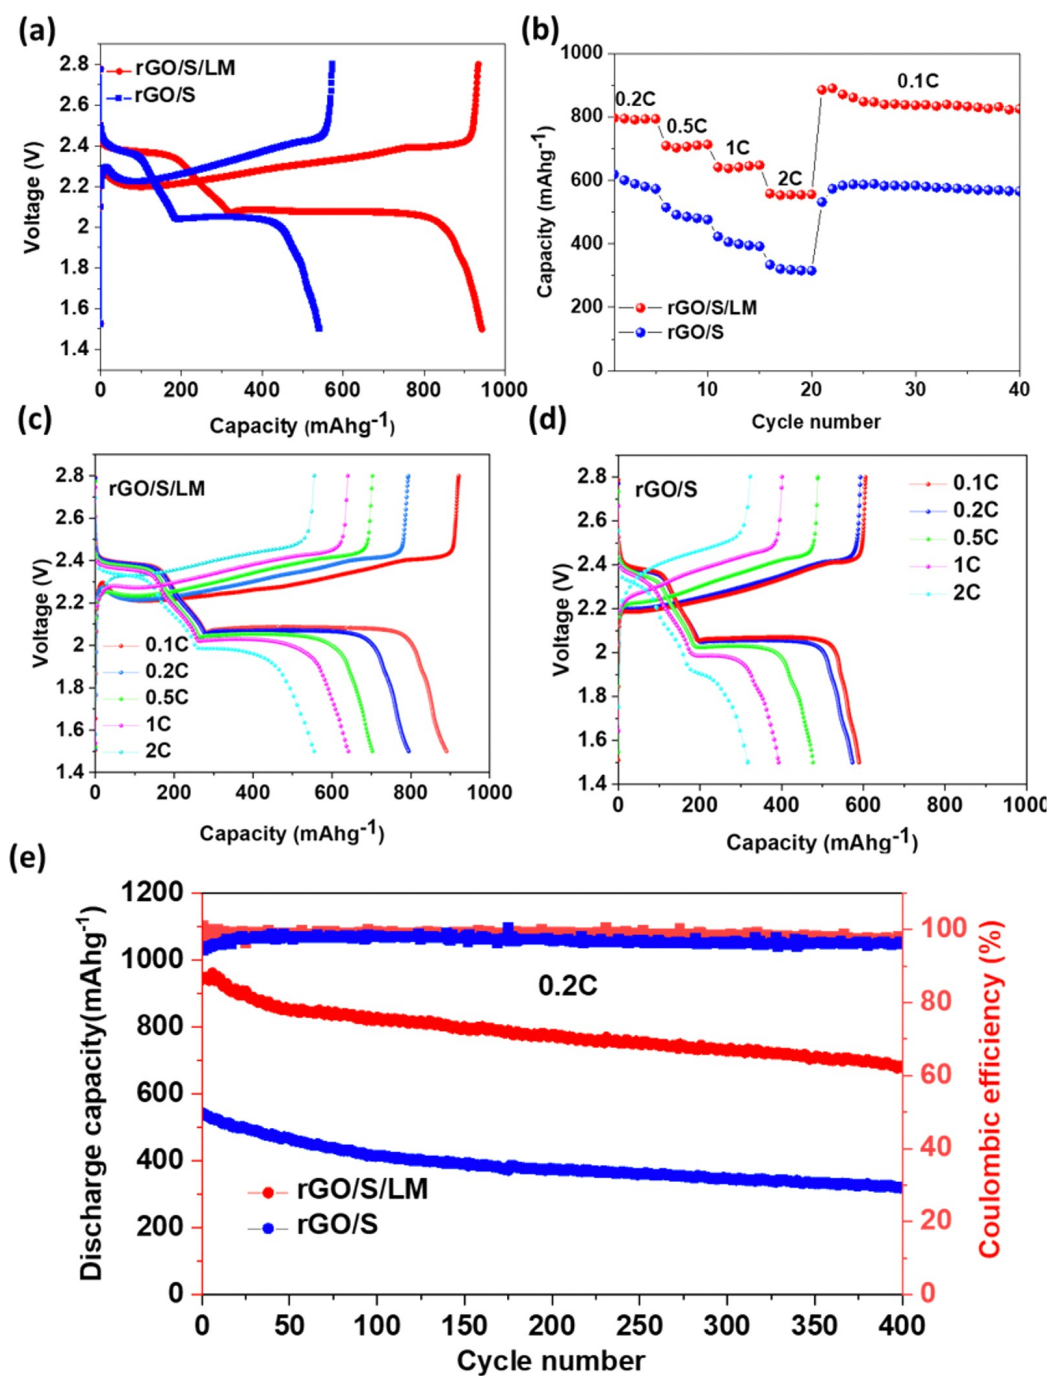 (a)
rGO/S/LM
rGO/S
2.8
2.6
2.4
2.2
2
1.8
1.6
1.4
Voltage (V)
0 200 400 600 800 1000
Capacity (mAhg-1)
(b)
1000
800
600
400
200
0
Capacity (mAhg-1)
0.2C
0.5C
1C
2C
0.1C
rGO/S/LM
rGO/S
10 20 30 40
Cycle number
(c)
rGO/S/LM
2.8
2.6
2.4
2.2
2
1.8
1.6
1.4
Voltage (V)
0.1C
0.2C
0.5C
1C
2C
0 200 400 600 800 1000
Capacity (mAhg-1)
(d)
rGO/S
2.8
2.6
2.4
2.2
2
1.8
1.6
1.4
Voltage (V)
0.1C
0.2C
0.5C
1C
2C
0 200 400 600 800 1000
Capacity (mAhg-1)
(e)
1200
1000
800
600
400
200
0
Discharge capacity(mAhg-1)
0.2C
rGO/S/LM
rGO/S
100
80
60
40
20
0
Coulombic efficiency (%)
0 50 100 150 200 250 300 350 400
Cycle number